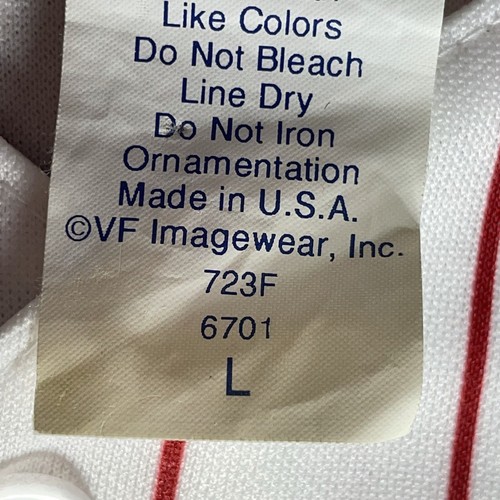 Like Colors
Do Not Bleach
Line Dry
Do Not Iron
Ornamentation
Made in U.S.A.
©VF Imagewear, Inc.
723F
6701
L